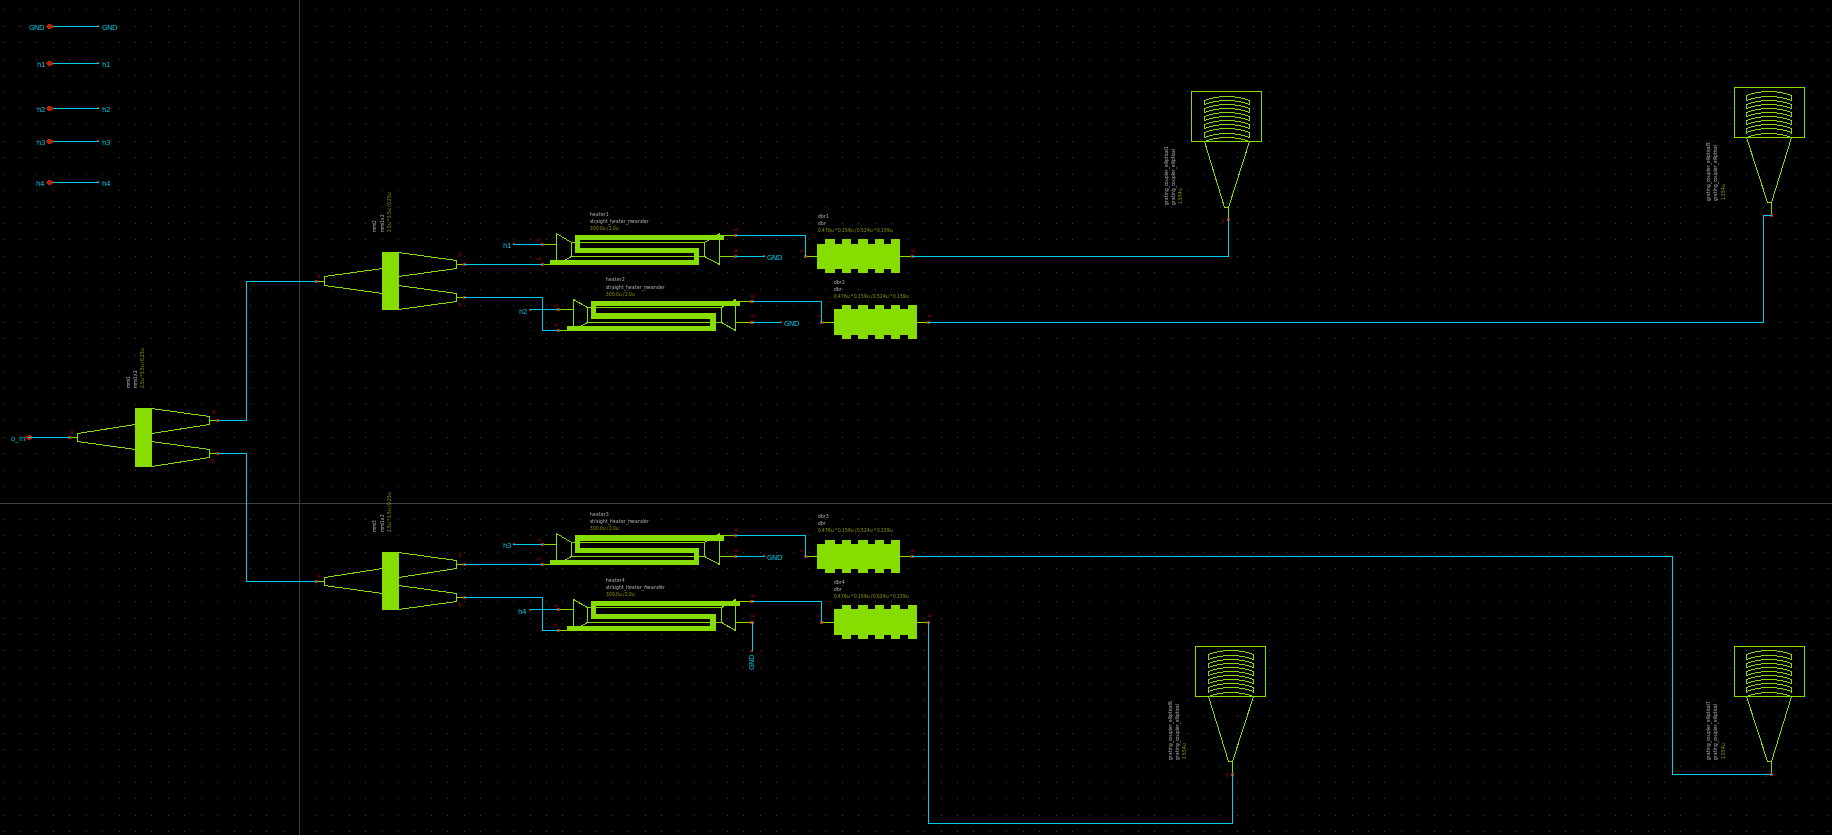 GND GND
h1 h1
h2 h2
h3 h3
h4 h4
o_in
mmi1
mmi1x2
2.5u*5.5u/0.25u
mmi2
mmi1x2
2.5u*5.5u/0.25u
heater1
straight_heater_meander
300.0u/2.0u
h1
GND
dbr1
dbr
0.476u*0.159u/0.524u*0.159u
heater2
straight_heater_meander
300.0u/2.0u
h2
GND
dbr2
dbr
0.476u*0.159u/0.524u*0.159u
grating_coupler_elliptical1
grating_coupler_elliptical
1.554u
grating_coupler_elliptical5
grating_coupler_elliptical
1.554u
mmi3
mmi1x2
2.5u*5.5u/0.25u
heater3
straight_heater_meander
300.0u/2.0u
h3
GND
dbr3
dbr
0.476u*0.159u/0.524u*0.159u
heater4
straight_heater_meander
300.0u/2.0u
h4
GND
dbr4
dbr
0.476u*0.159u/0.524u*0.159u
grating_coupler_elliptical6
grating_coupler_elliptical
1.554u
grating_coupler_elliptical7
grating_coupler_elliptical
1.554u